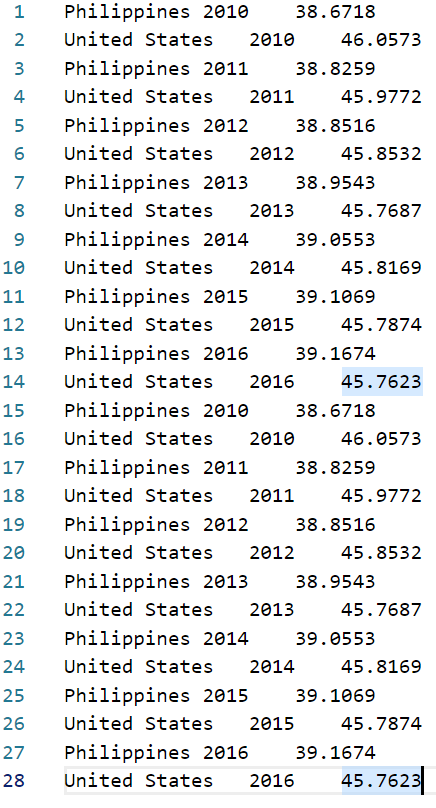 1 Philippines 2010 38.6718
2 United States 2010 46.0573
3 Philippines 2011 38.8259
4 United States 2011 45.9772
5 Philippines 2012 38.8516
6 United States 2012 45.8532
7 Philippines 2013 38.9543
8 United States 2013 45.7687
9 Philippines 2014 39.0553
10 United States 2014 45.8169
11 Philippines 2015 39.1069
12 United States 2015 45.7874
13 Philippines 2016 39.1674
14 United States 2016 45.7623
15 Philippines 2010 38.6718
16 United States 2010 46.0573
17 Philippines 2011 38.8259
18 United States 2011 45.9772
19 Philippines 2012 38.8516
20 United States 2012 45.8532
21 Philippines 2013 38.9543
22 United States 2013 45.7687
23 Philippines 2014 39.0553
24 United States 2014 45.8169
25 Philippines 2015 39.1069
26 United States 2015 45.7874
27 Philippines 2016 39.1674
28 United States 2016 45.7623